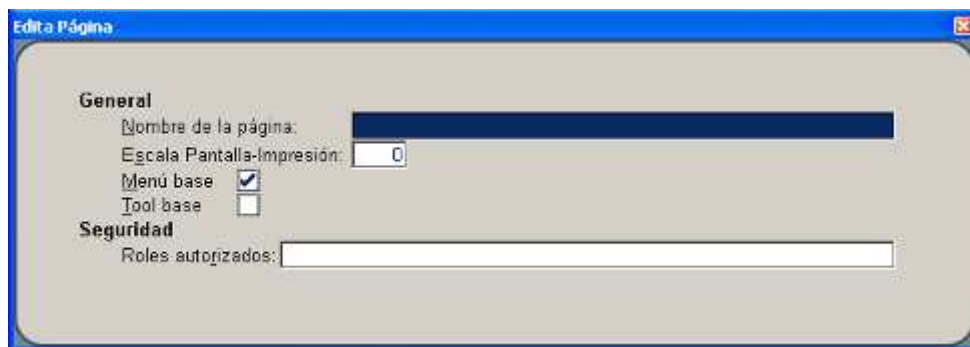 Edita Página
General
Nombre de la página:
Escala Pantalla-Impresión: 0
Menú base
Tool base
Seguridad
Roles autorizados: